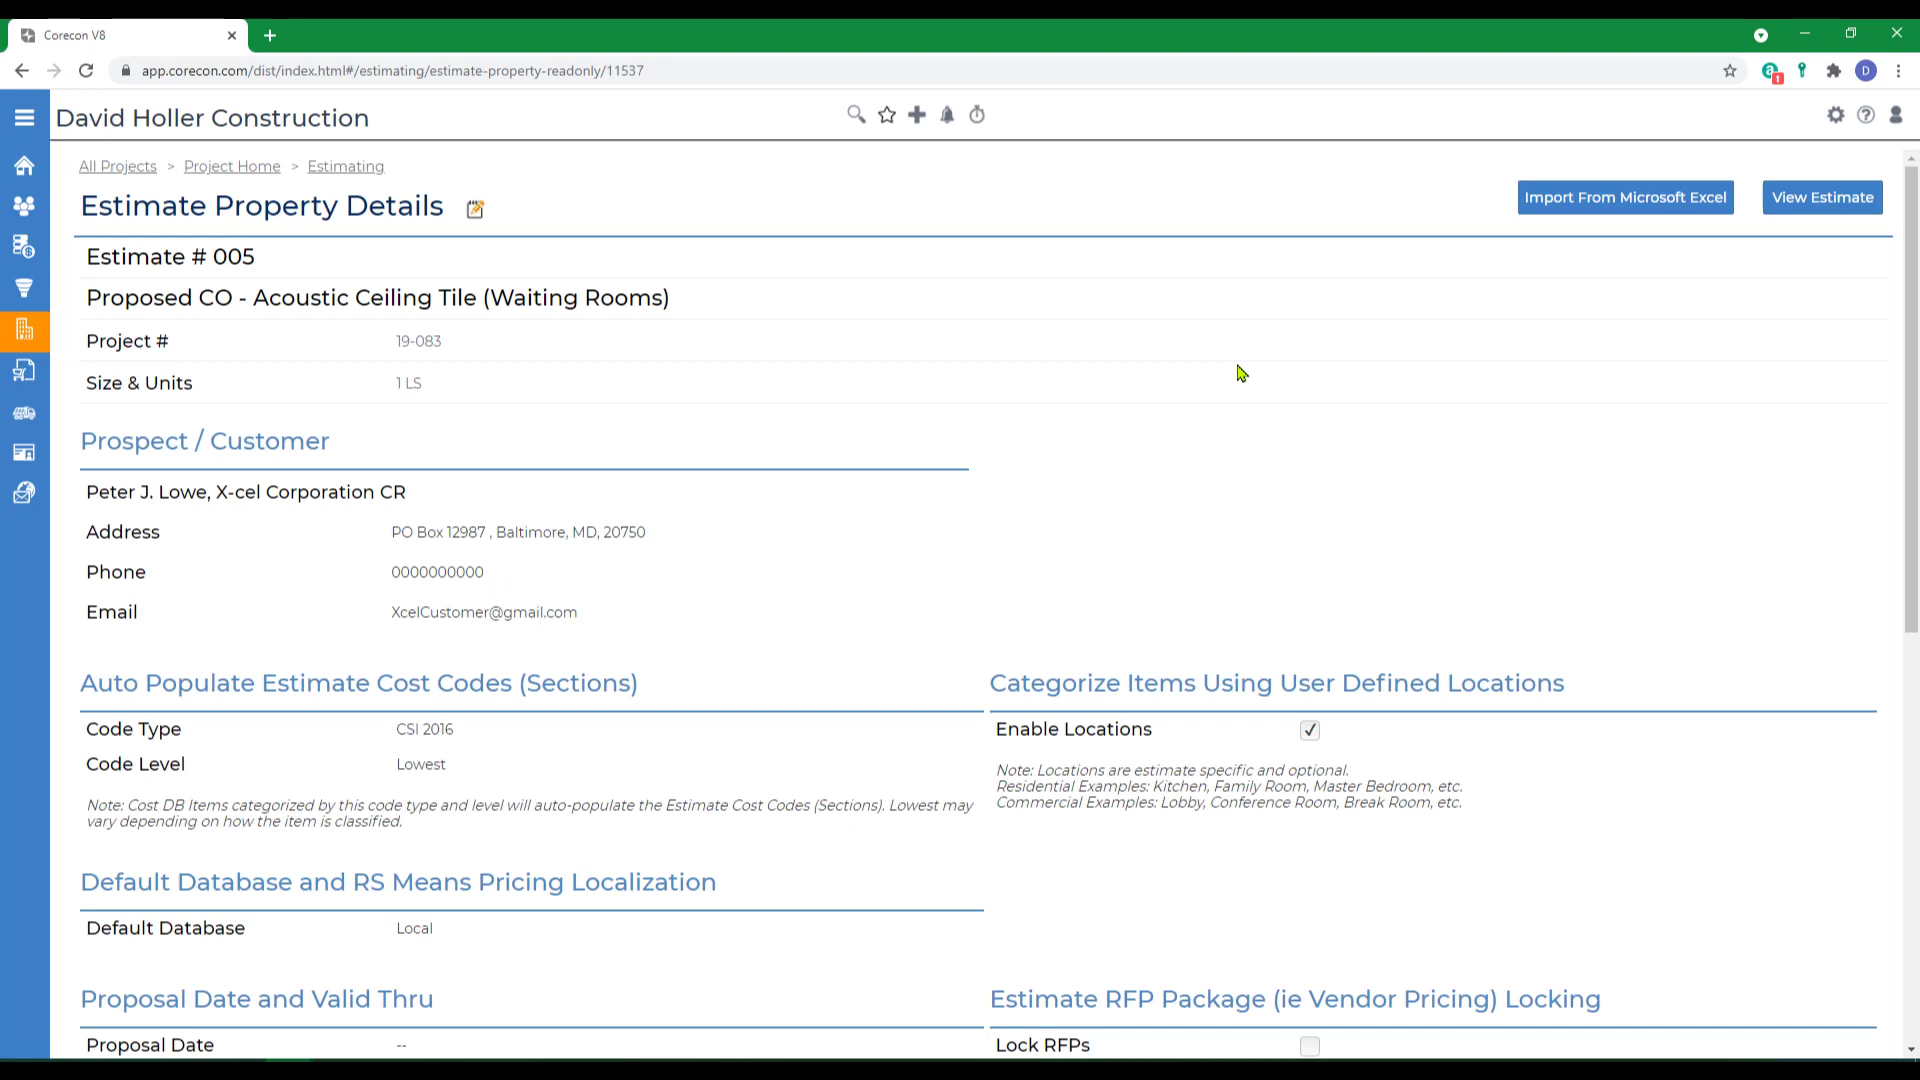 Corecon V8
app.corecon.com/dist/index.html#/estimating/estimate-property-readonly/11537
1
D
David Holler Construction
All Projects > Project Home > Estimating
Estimate Property Details
Import From Microsoft Excel
View Estimate
Estimate # 005
Proposed CO - Acoustic Ceiling Tile (Waiting Rooms)
Project # 19-083
Size & Units 1 LS
Prospect / Customer
Peter J. Lowe, X-cel Corporation CR
Address PO Box 12987 , Baltimore, MD, 20750
Phone 0000000000
Email XcelCustomer@gmail.com
Auto Populate Estimate Cost Codes (Sections)
Code Type CSI 2016
Code Level Lowest
Note: Cost DB Items categorized by this code type and level will auto-populate the Estimate Cost Codes (Sections). Lowest may
vary depending on how the item is classified.
Categorize Items Using User Defined Locations
Enable Locations
Note: Locations are estimate specific and optional.
Residential Examples: Kitchen, Family Room, Master Bedroom, etc.
Commercial Examples: Lobby, Conference Room, Break Room, etc.
Default Database and RS Means Pricing Localization
Default Database Local
Proposal Date and Valid Thru
Proposal Date --
Estimate RFP Package (ie Vendor Pricing) Locking
Lock RFPs